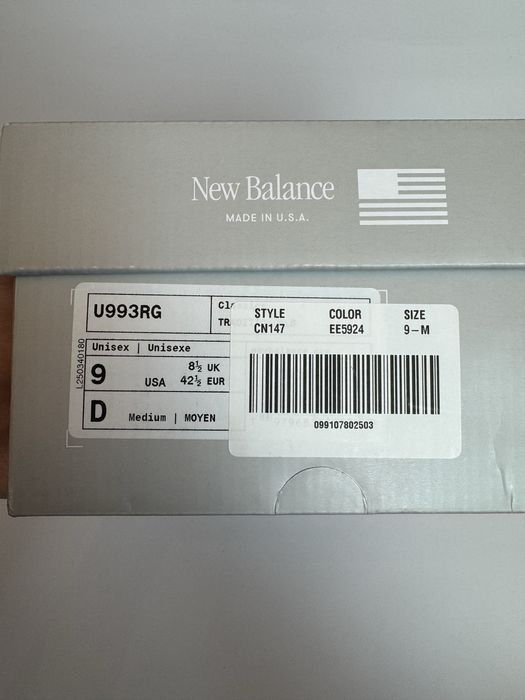 New Balance
MADE IN U.S.A.
U993RG
STYLE COLOR SIZE
CN147 EE5924 9-M
099107802503
Unisex | Unisexe
9 USA
8½ UK
42½ EUR
D Medium | MOYEN
L250340180